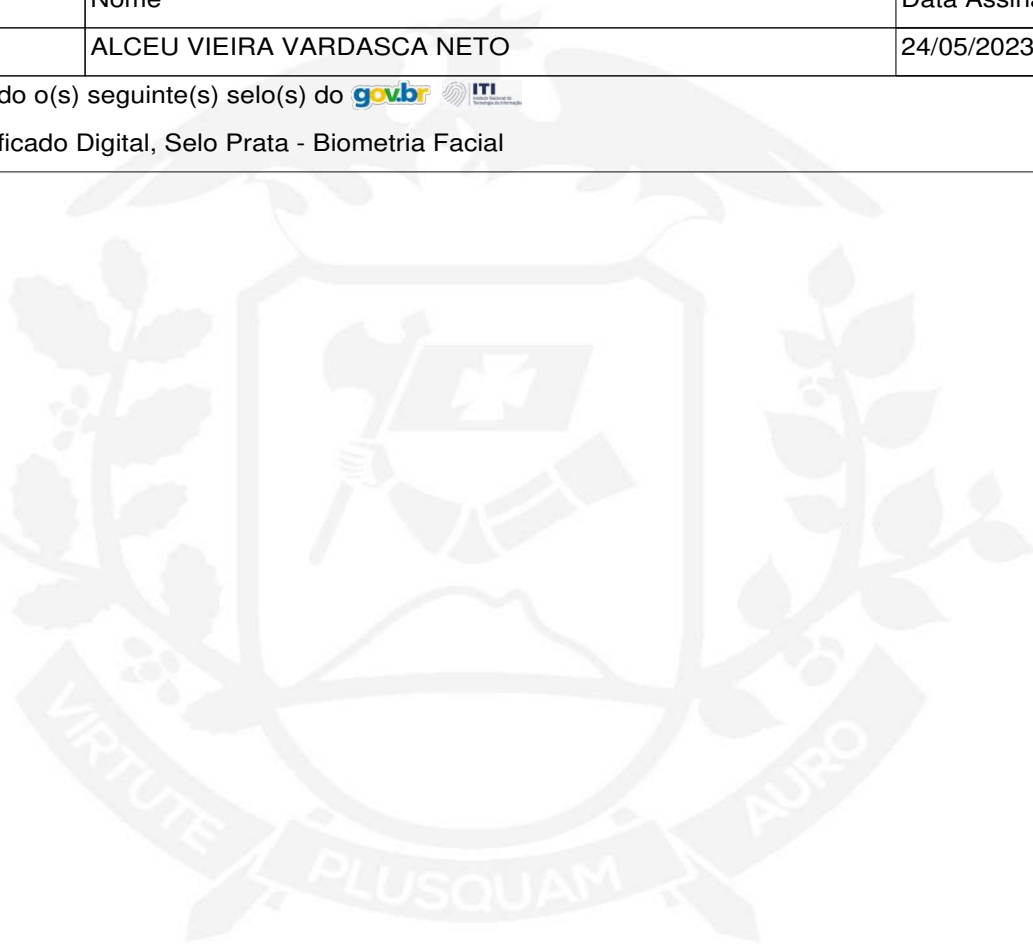 Nome Data Assina
ALCEU VIEIRA VARDASCA NETO 24/05/2023
do o(s) seguinte(s) selo(s) do gov.br ITI
ficado Digital, Selo Prata - Biometria Facial
VIRTUTE PLUSQUAM AURO